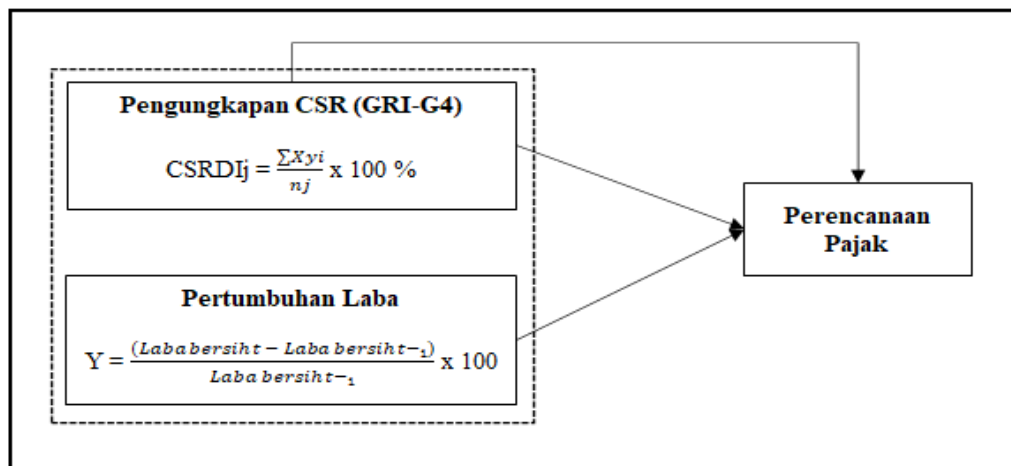 Pengungkapan CSR (GRI-G4)
CSRDIj = ∑Xyi / nj x 100 %
Perencanaan
Pajak
Pertumbuhan Laba
Y = (Laba bersiht − Laba bersiht−₁) / Laba bersiht−₁ x 100